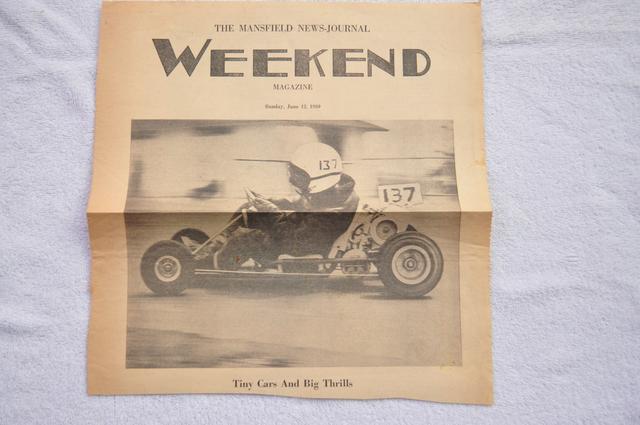 THE MANSFIELD NEWS-JOURNAL
WEEKEND
MAGAZINE
Sunday, June 12, 1960
137
137
Tiny Cars And Big Thrills